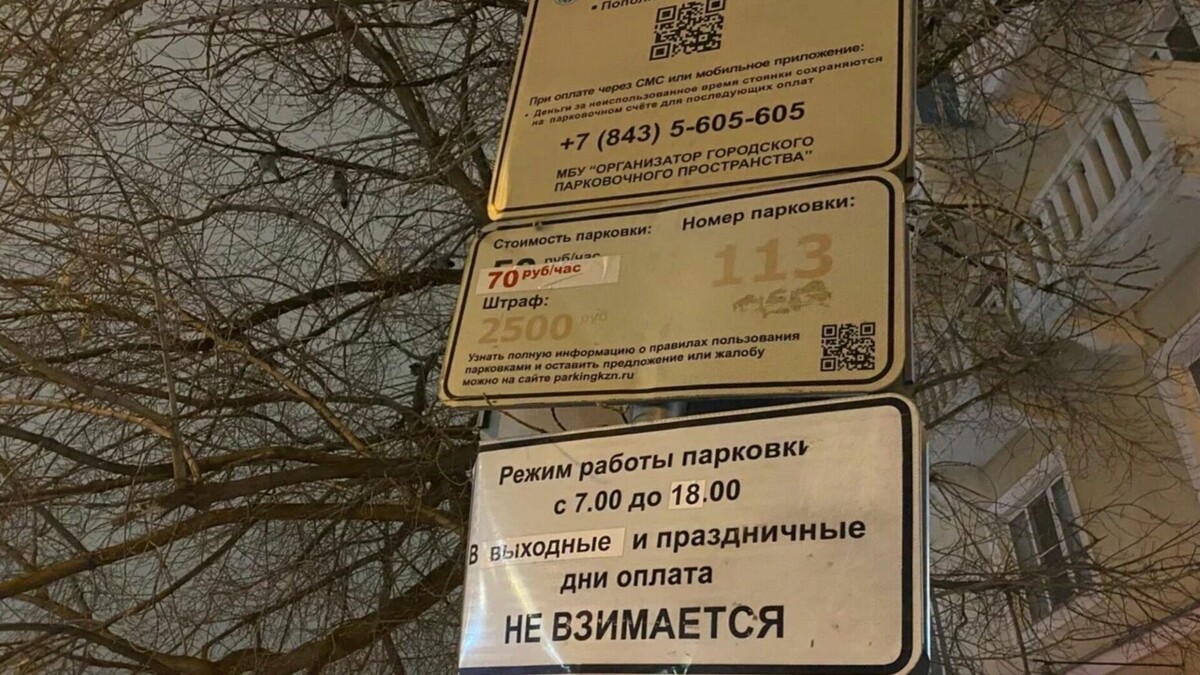 При оплате через СМС или мобильное приложение:
• Деньги за неиспользованное время стоянки сохраняются
на парковочном счёте для последующих оплат
+7 (843) 5-605-605
МБУ "ОРГАНИЗАТОР ГОРОДСКОГО
ПАРКОВОЧНОГО ПРОСТРАНСТВА"
Стоимость парковки:
70 руб/час
Штраф:
2500 руб
Номер парковки:
113
Узнать полную информацию о правилах пользования
парковками и оставить предложение или жалобу
можно на сайте parkingkzn.ru
Режим работы парковки
с 7.00 до 18.00
В выходные и праздничные
дни оплата
НЕ ВЗИМАЕТСЯ